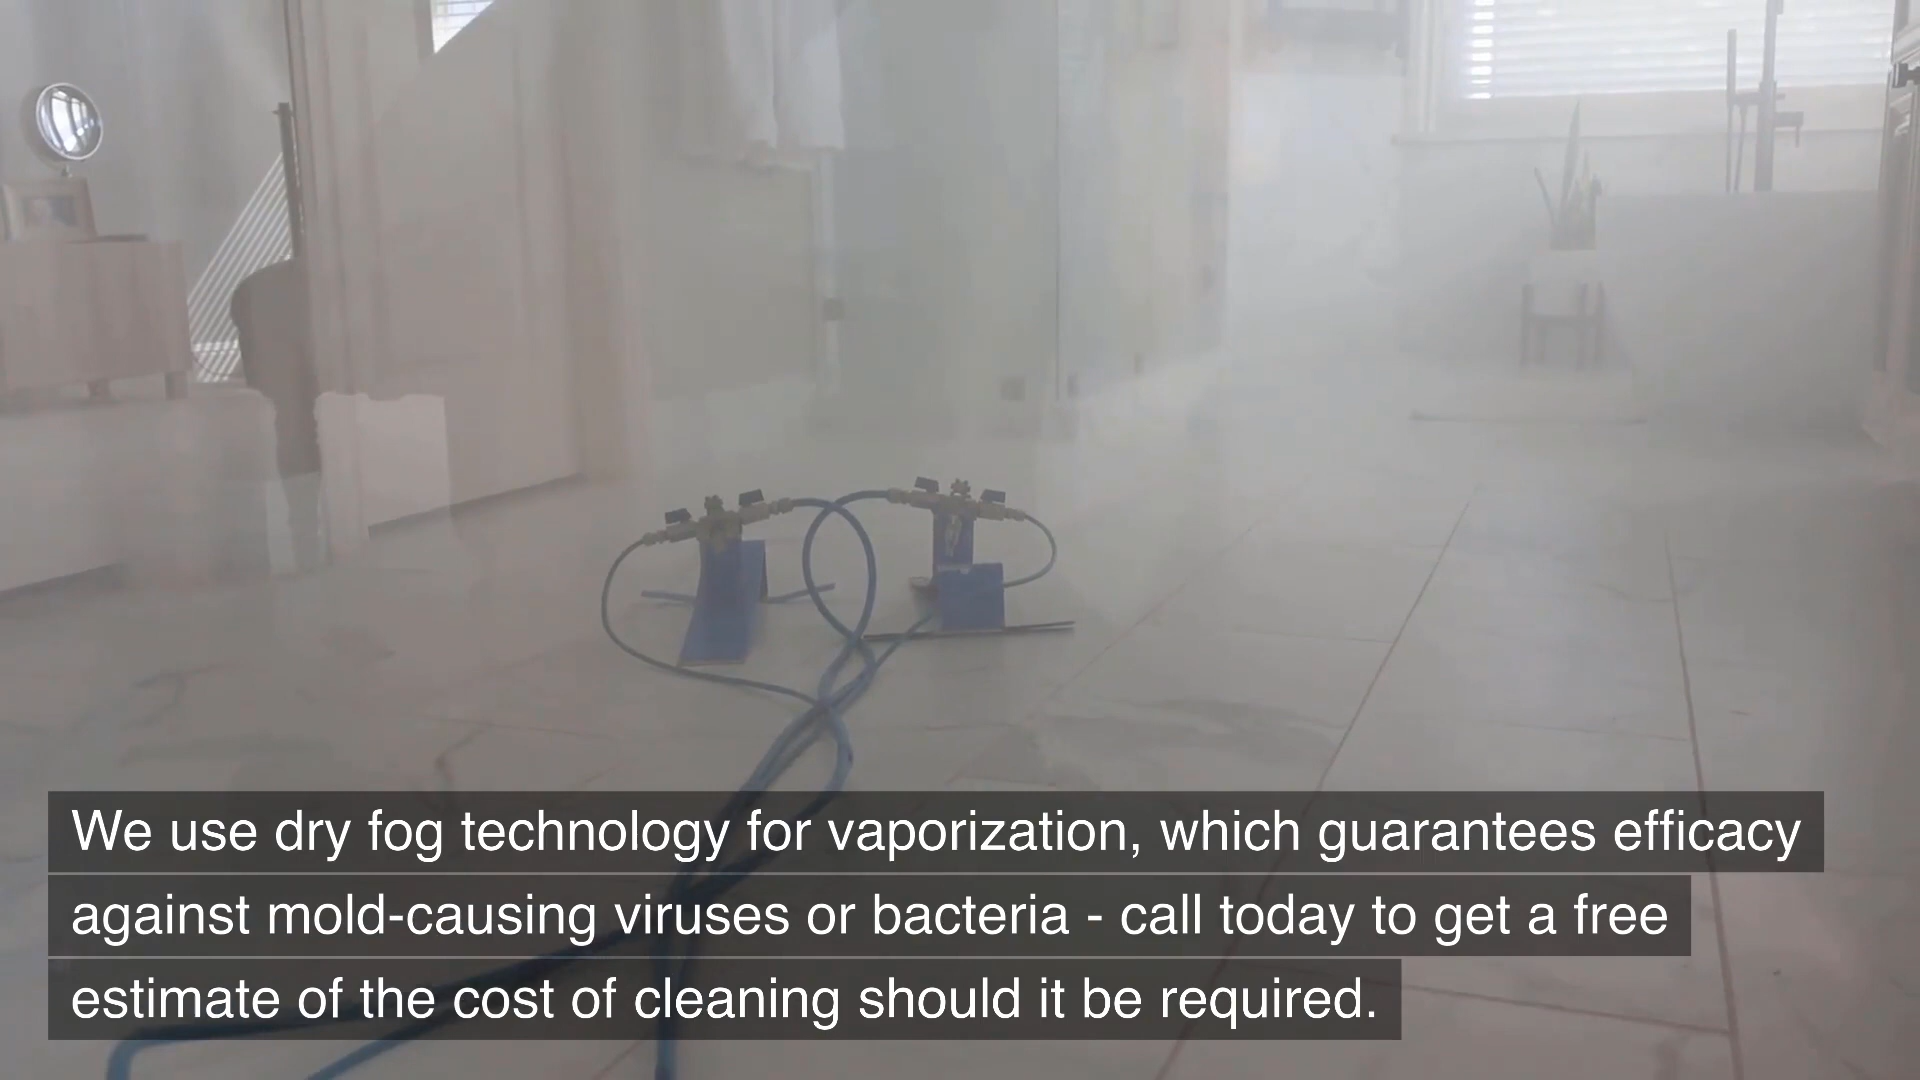 We use dry fog technology for vaporization, which guarantees efficacy
against mold-causing viruses or bacteria - call today to get a free
estimate of the cost of cleaning should it be required.